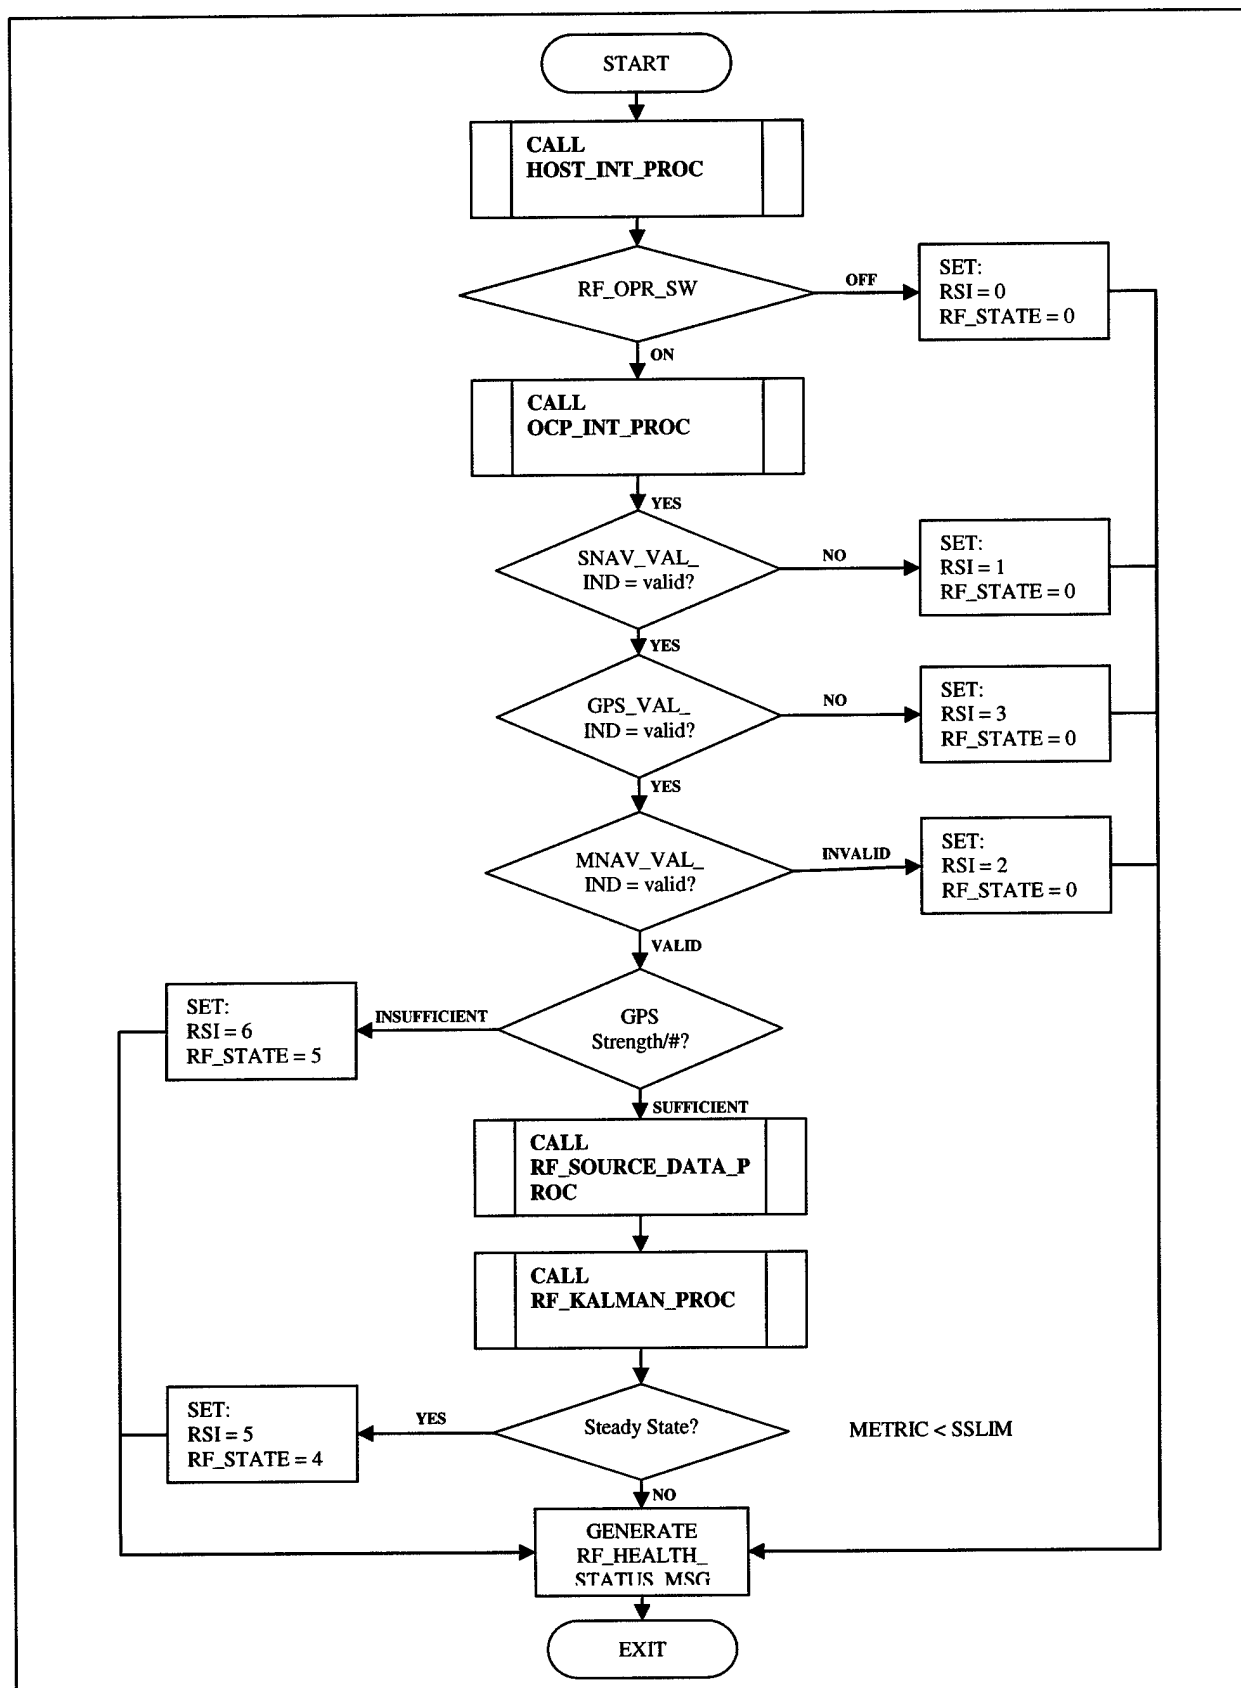 START
CALL
HOST_INT_PROC
RF_OPR_SW
OFF
SET:
RSI = 0
RF_STATE = 0
ON
CALL
OCP_INT_PROC
YES
SNAV_VAL_
IND = valid?
NO
SET:
RSI = 1
RF_STATE = 0
YES
GPS_VAL_
IND = valid?
NO
SET:
RSI = 3
RF_STATE = 0
YES
MNAV_VAL_
IND = valid?
INVALID
SET:
RSI = 2
RF_STATE = 0
VALID
GPS
Strength/#?
INSUFFICIENT
SET:
RSI = 6
RF_STATE = 5
SUFFICIENT
CALL
RF_SOURCE_DATA_P
ROC
CALL
RF_KALMAN_PROC
Steady State?
METRIC < SSLIM
YES
SET:
RSI = 5
RF_STATE = 4
NO
GENERATE
RF_HEALTH_
STATUS_MSG
EXIT